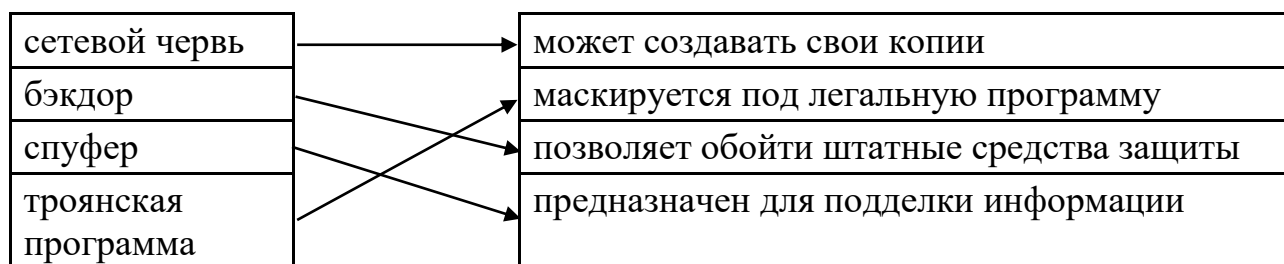 сетевой червь
может создавать свои копии
бэкдор
маскируется под легальную программу
спуфер
позволяет обойти штатные средства защиты
троянская
программа
предназначен для подделки информации